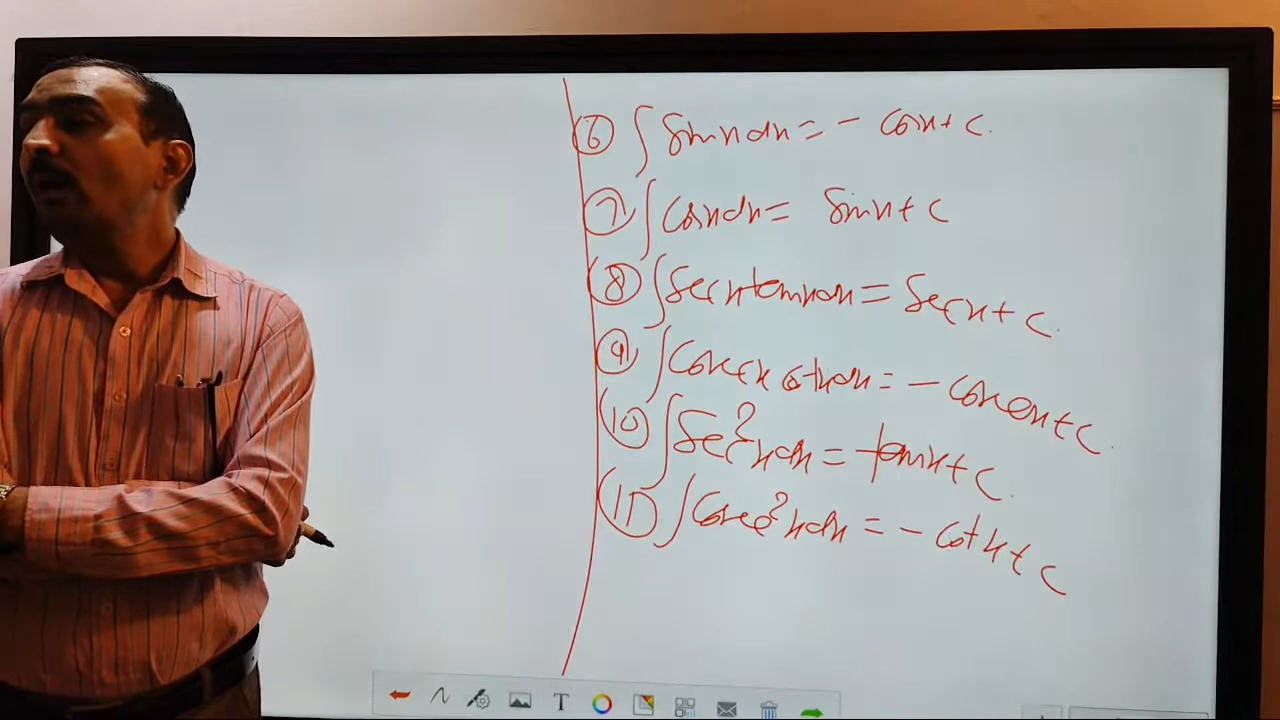 ⑥ ∫ sinx dx = - cosx + c.
⑦ ∫ cosx dx = sinx + c
⑧ ∫ secx tanx dx = secx + c.
⑨ ∫ cosecx cotx dx = - cosecx + c.
⑩ ∫ sec²x dx = tanx + c.
⑪ ∫ cosec²x dx = - cotx + c
T